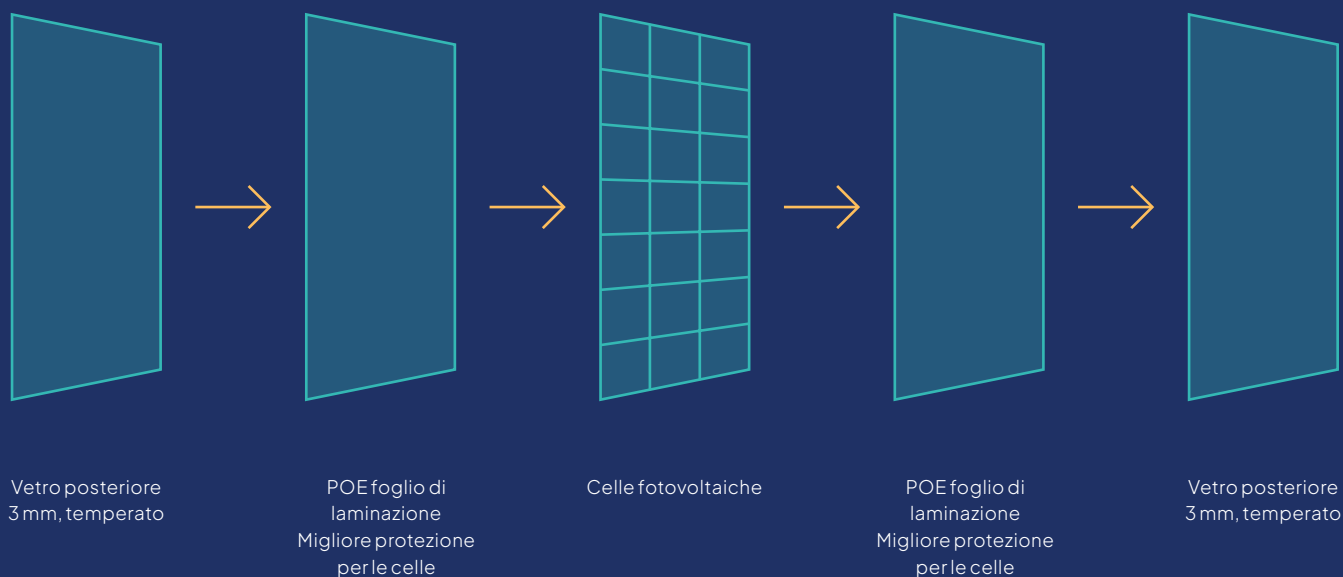 Vetro posteriore
3 mm, temperato
POE foglio di
laminazione
Migliore protezione
per le celle
Celle fotovoltaiche
POE foglio di
laminazione
Migliore protezione
per le celle
Vetro posteriore
3 mm, temperato